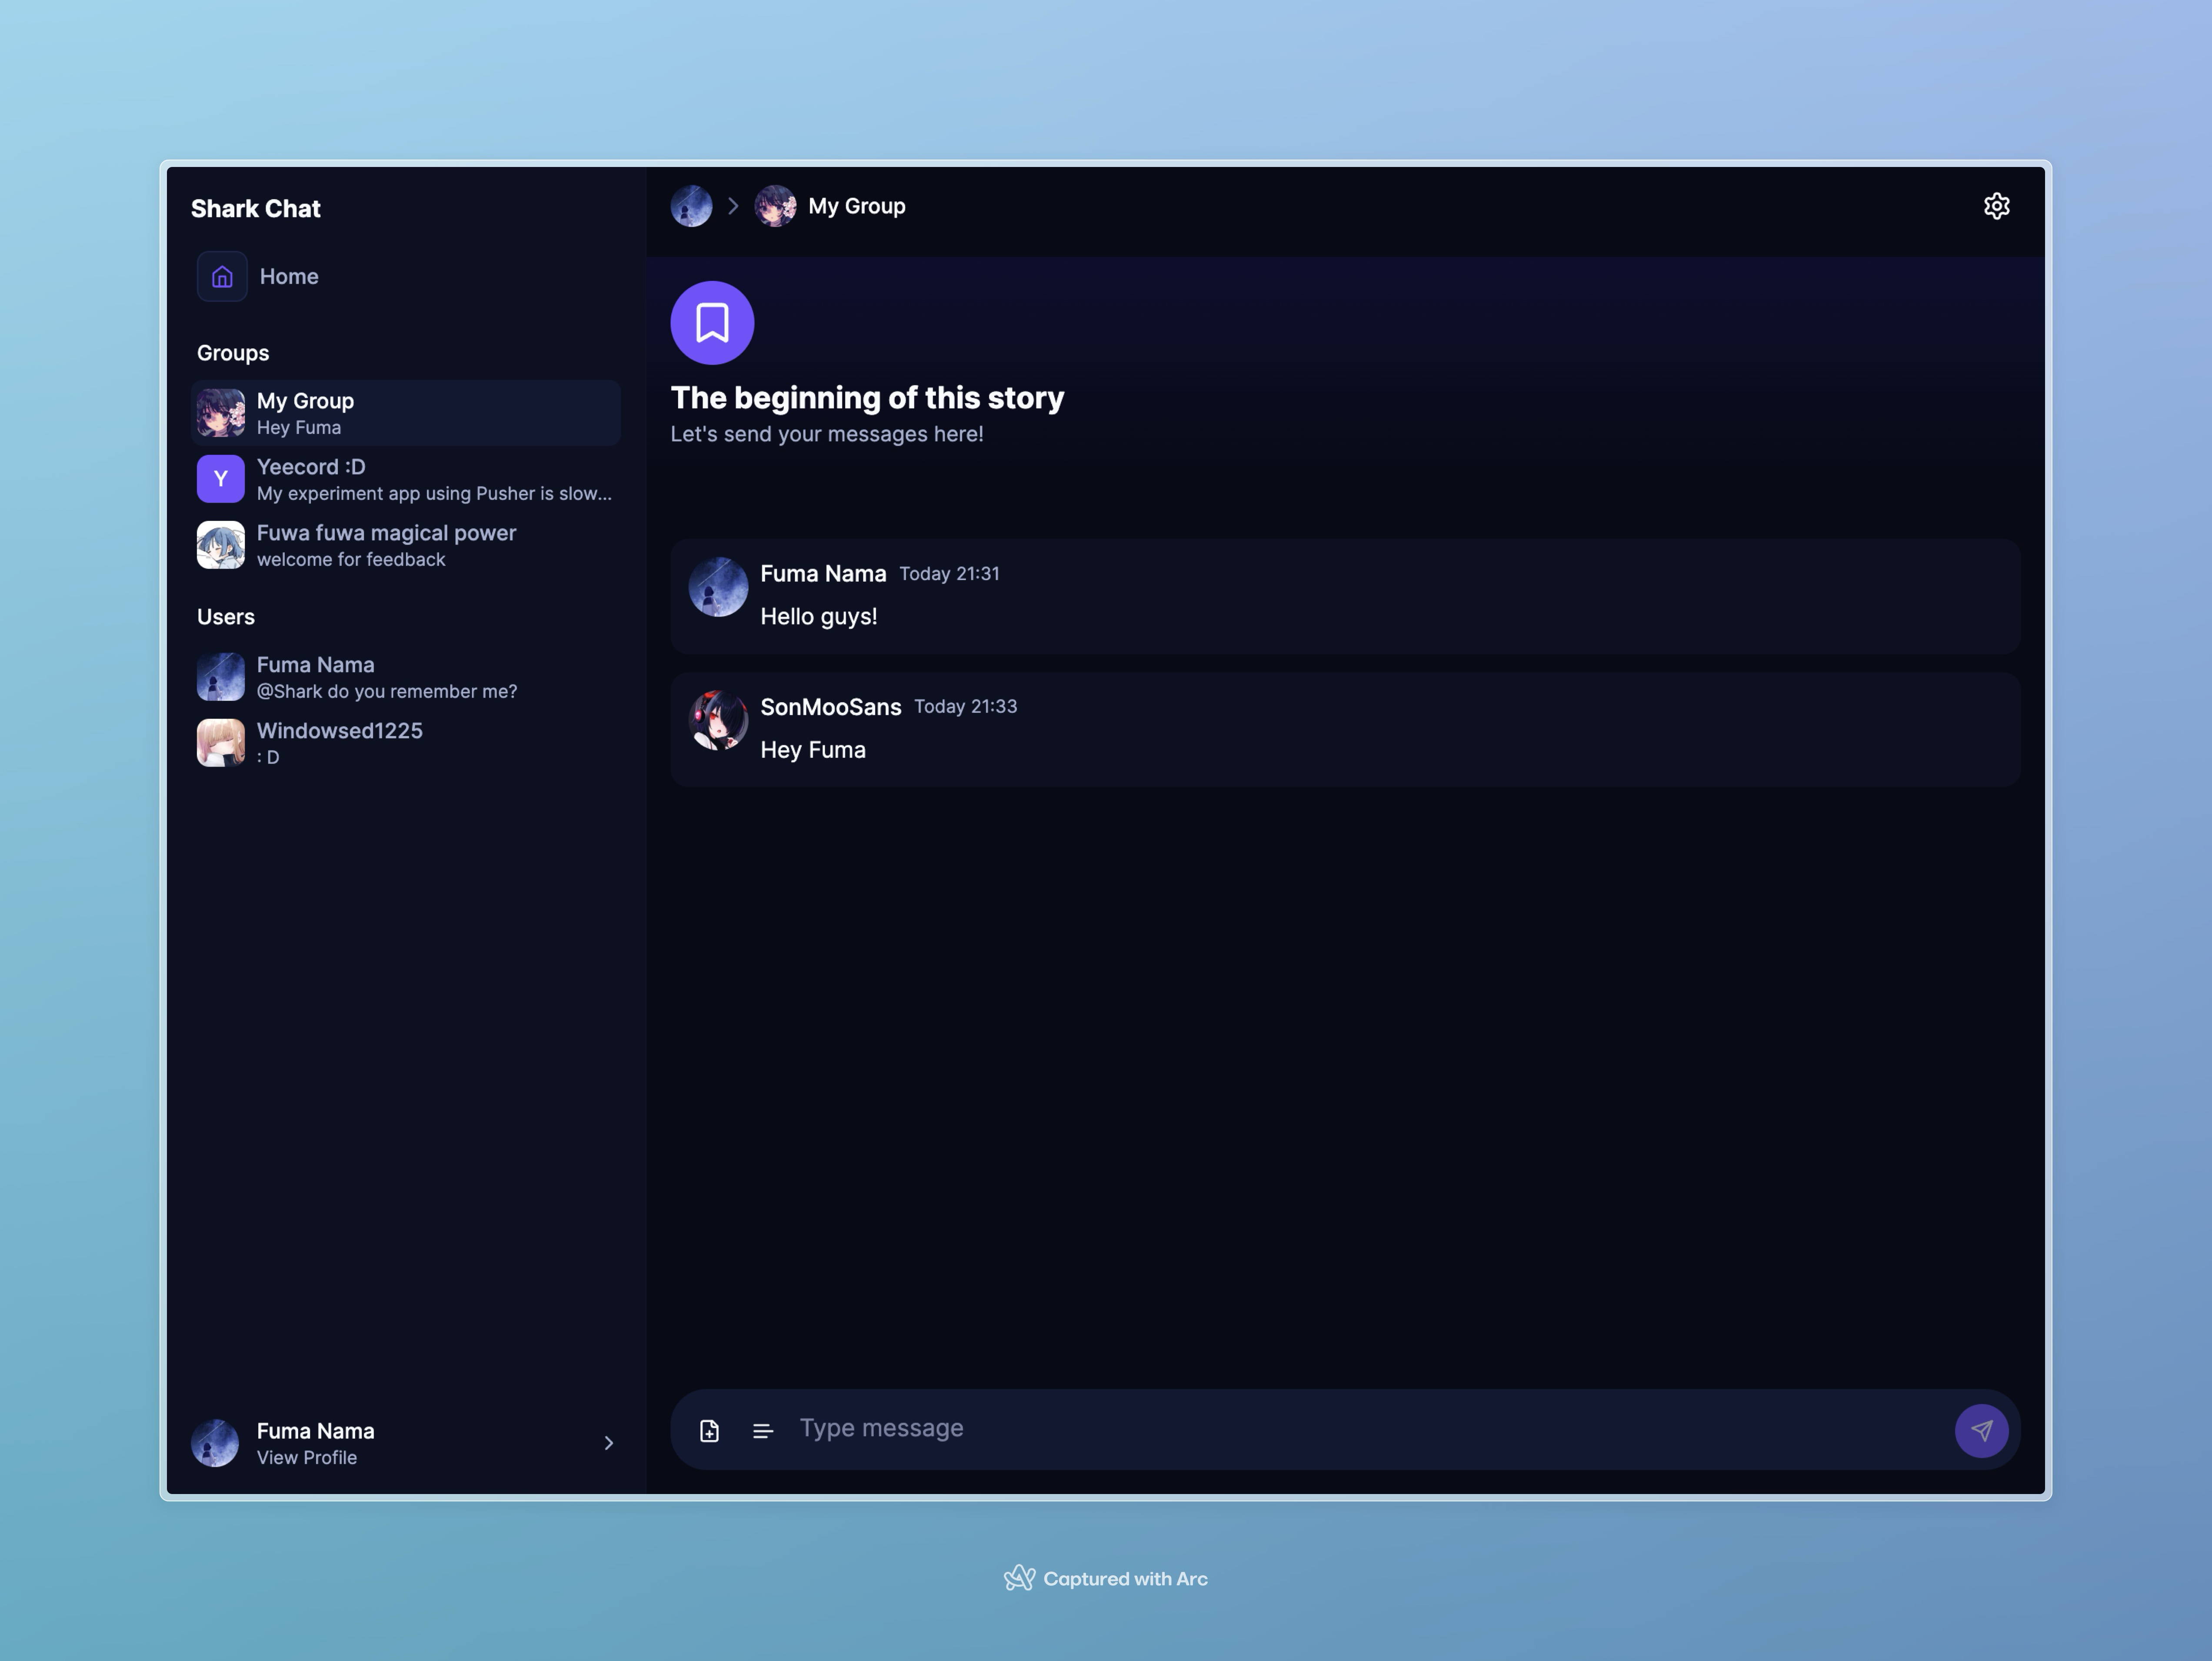 Shark Chat
Home
Groups
My Group
Hey Fuma
Y
Yeecord :D
My experiment app using Pusher is slow...
Fuwa fuwa magical power
welcome for feedback
Users
Fuma Nama
@Shark do you remember me?
Windowsed1225
: D
Fuma Nama
View Profile
My Group
The beginning of this story
Let's send your messages here!
Fuma Nama Today 21:31
Hello guys!
SonMooSans Today 21:33
Hey Fuma
Type message
Captured with Arc